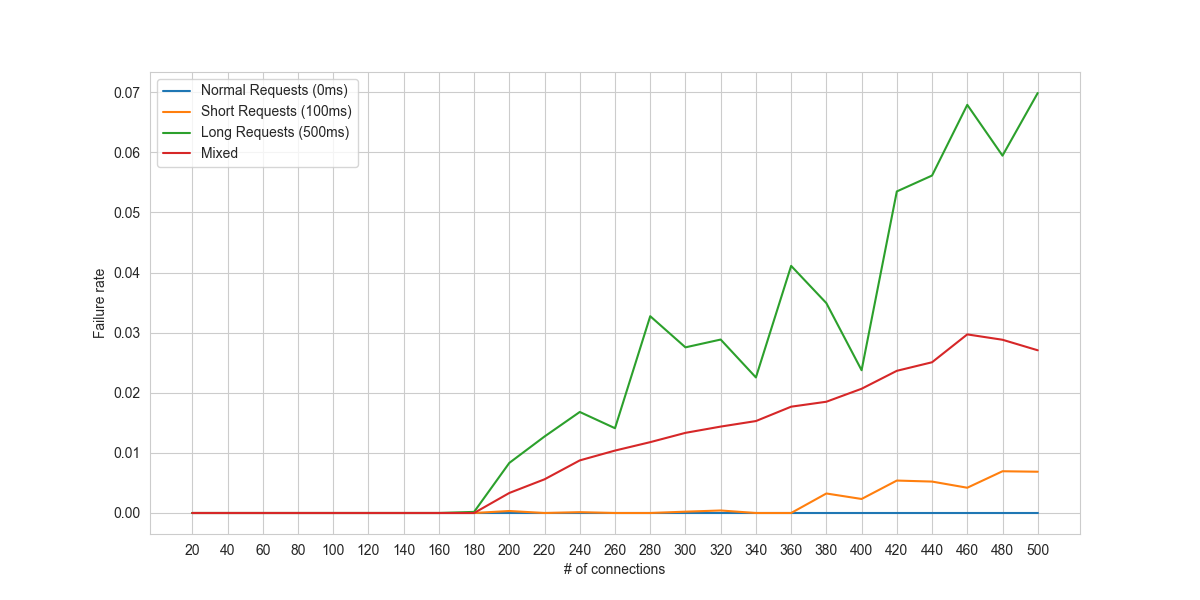 Normal Requests (0ms)
Short Requests (100ms)
Long Requests (500ms)
Mixed
0.07
0.06
0.05
0.04
0.03
0.02
0.01
0.00
Failure rate
20 40 60 80 100 120 140 160 180 200 220 240 260 280 300 320 340 360 380 400 420 440 460 480 500
# of connections